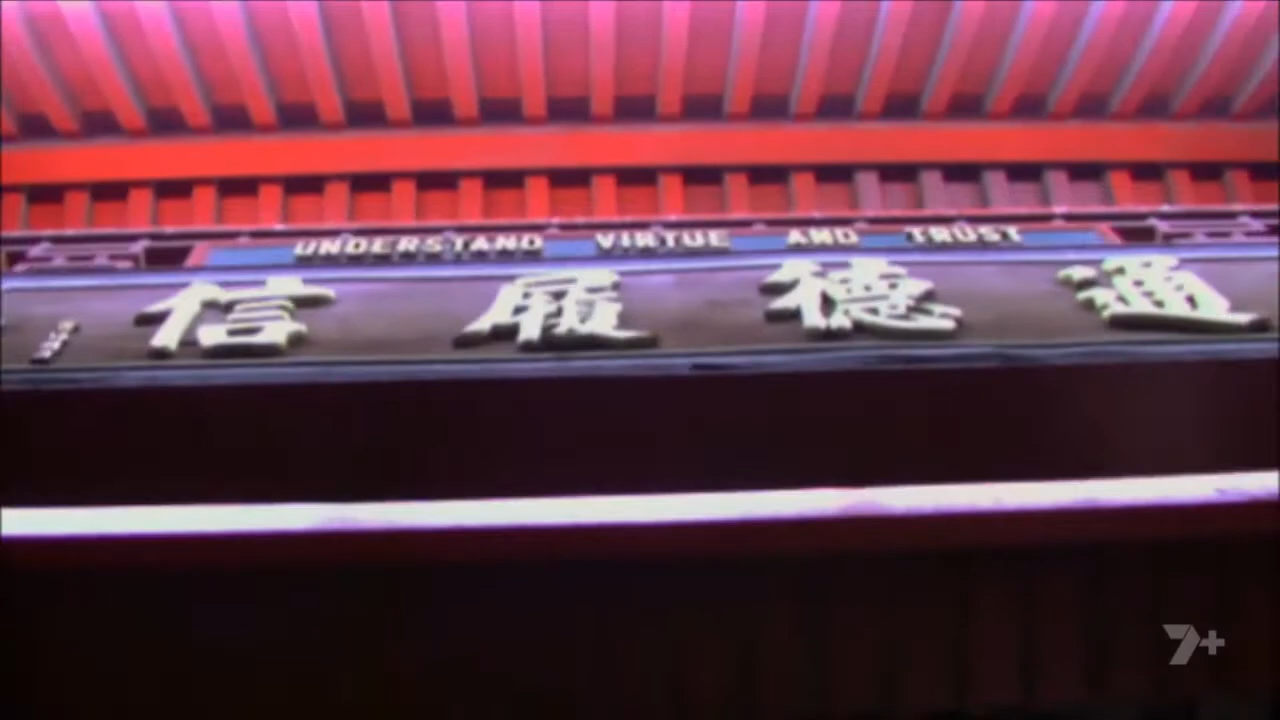 UNDERSTAND VIRTUE AND TRUST
通德履信
7+